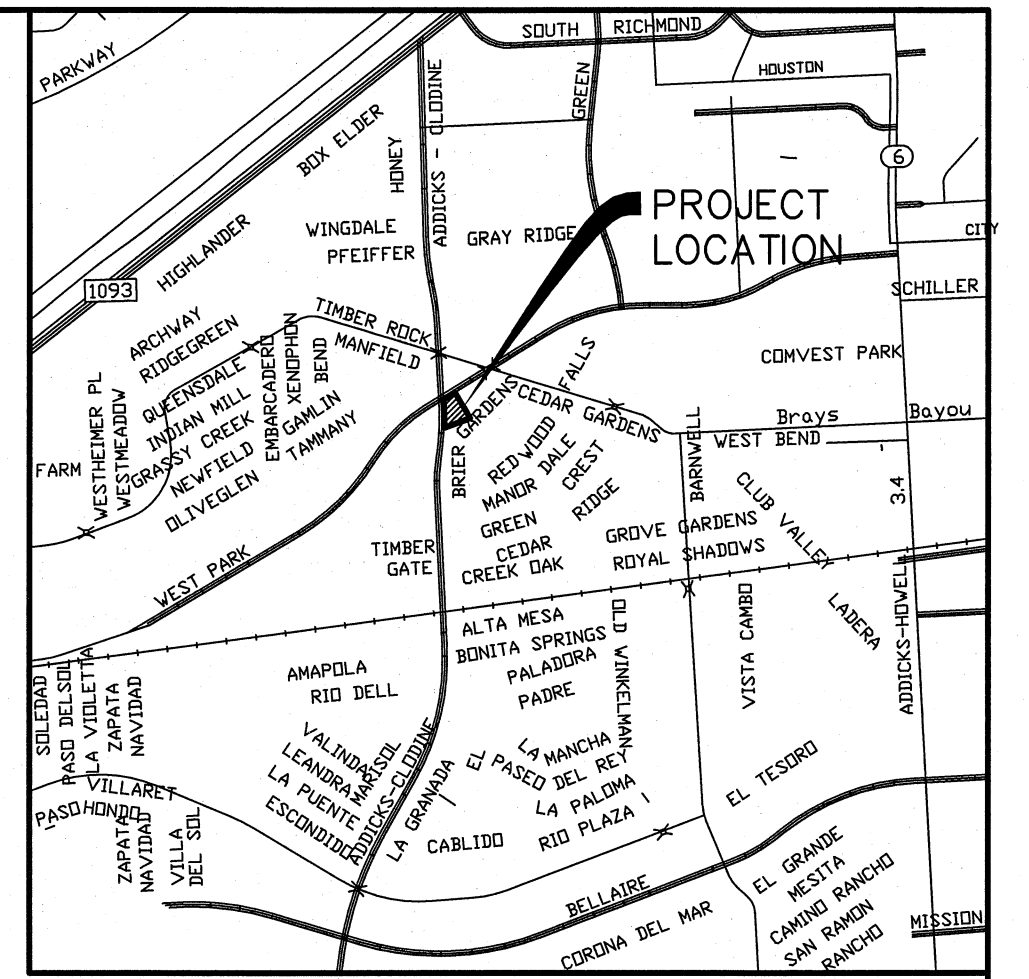 SOUTH RICHMOND
PARKWAY
HOUSTON
GREEN
ADDICKS - CLODINE
BOX ELDER
HONEY
6
PROJECT
LOCATION
WINGDALE
PFEIFFER
GRAY RIDGE
CITY
HIGHLANDER
1093
SCHILLER
TIMBER ROCK
MANFIELD
ARCHWAY
RIDGEGREEN
QUEENSDALE
INDIAN MILL
GRASSY CREEK
NEWFIELD
OLIVEGLEN
EMBARCADERO
XENOPHON
BEND
GAMLIN
TAMMANY
WESTHEIMER PL
WESTMEADOW
FARM
COMVEST PARK
FALLS
CEDAR GARDENS
BRIER GARDENS
REDWOOD
MANOR DALE
CREST
GREEN
RIDGE
CEDAR
CREEK OAK
Brays Bayou
WEST BEND
BARNWELL
CLUB VALLEY
3.4
GROVE GARDENS
ROYAL SHADOWS
TIMBER
GATE
WEST PARK
ALTA MESA
BONITA SPRINGS
PALADORA
PADRE
OLD WINKELMAN
VISTA CAMBO
LADERA
ADDICKS-HOWELL
SOLEDAD
PASO DELSOL
LA VIOLETTA
ZAPATA
NAVIDAD
AMAPOLA
RIO DELL
VALINDA
LEANDRA
MARISOL
LA PUENTE
ESCONDIDO
ADDICKS-CLODINE
LA GRANADA
EL PASEO DEL REY
LA MANCHA
LA PALOMA
RIO PLAZA
CABLIDO
EL TESORO
VILLARET
PASO HONDO
ZAPATA
NAVIDAD
VILLA
DEL SOL
BELLAIRE
CORONA DEL MAR
EL GRANDE
MESITA
CAMINO RANCHO
SAN RAMON
RANCHO
MISSION